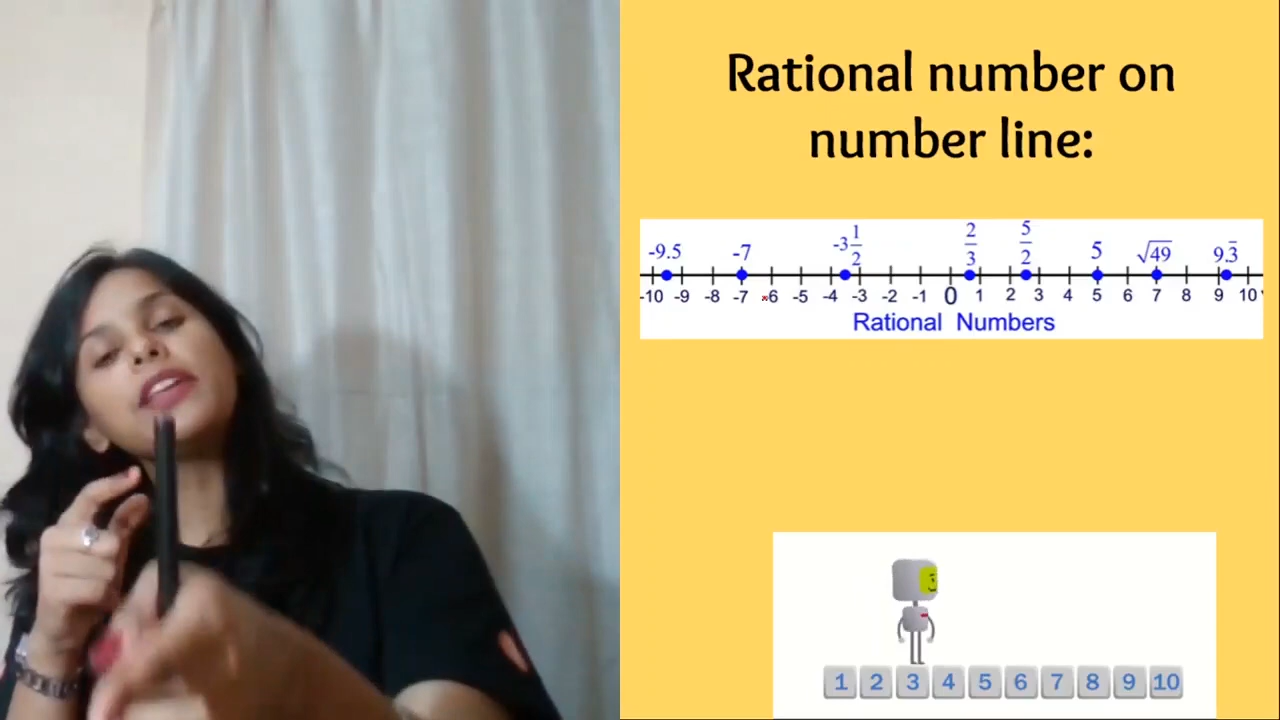 Rational number on
number line:
-9.5 -7 -3 1/2 2/3 5/2 5 √49 9.3̅
-10 -9 -8 -7 -6 -5 -4 -3 -2 -1 0 1 2 3 4 5 6 7 8 9 10
Rational Numbers
1 2 3 4 5 6 7 8 9 10